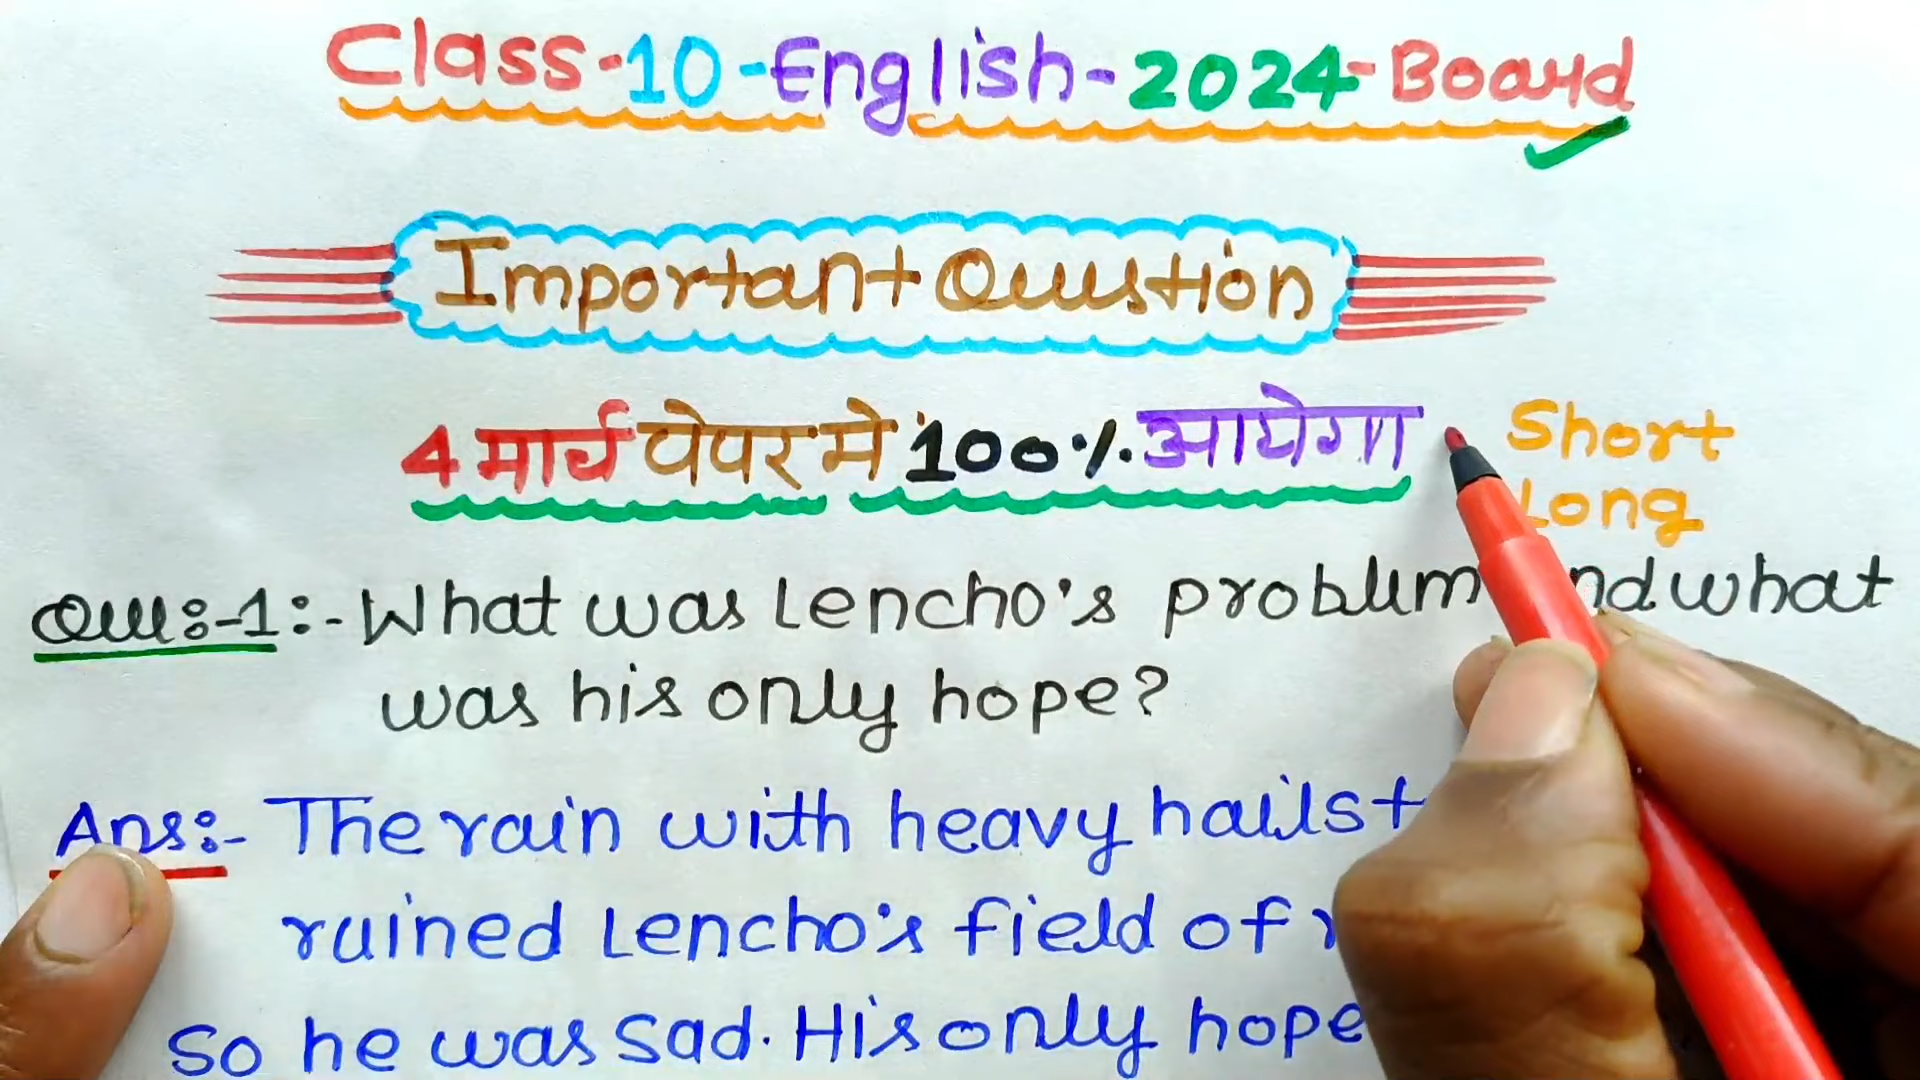 Class-10-English-2024-Board
Important Question
4 मार्च पेपर मे 100%. आयेगा
Short
Long
Que:-1:- What was Lencho's problem and what
was his only hope?
Ans:- The rain with heavy hailst
ruined Lencho's field of
So he was sad. His only hope